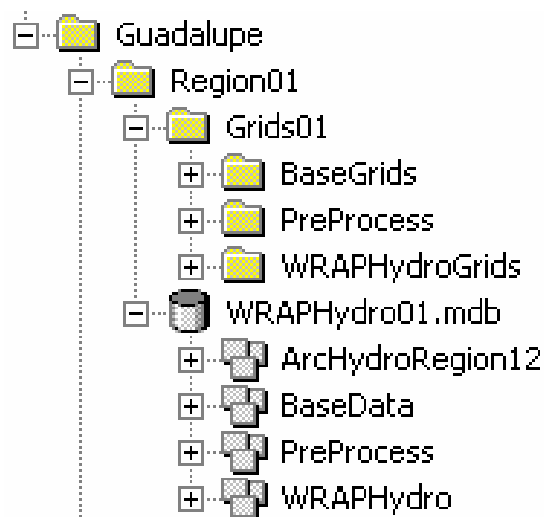 Guadalupe
Region01
Grids01
BaseGrids
PreProcess
WRAPHydroGrids
WRAPHydro01.mdb
ArcHydroRegion12
BaseData
PreProcess
WRAPHydro